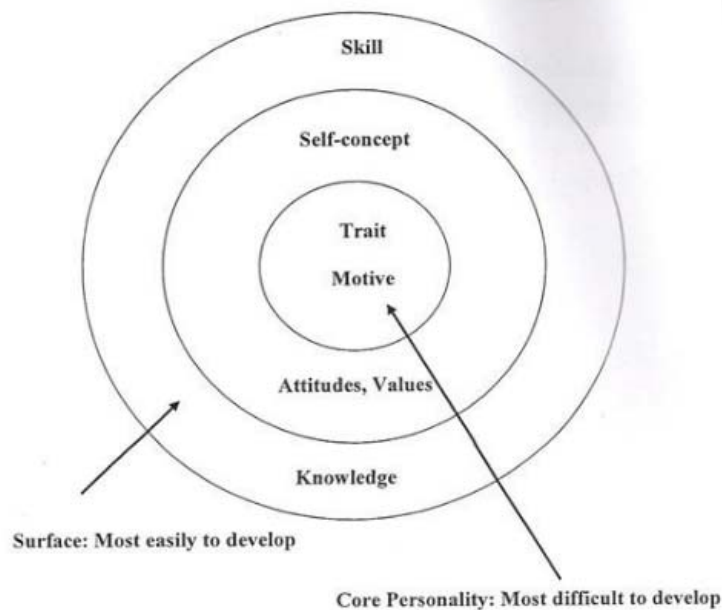 Skill
Self-concept
Trait
Motive
Attitudes, Values
Knowledge
Surface: Most easily to develop
Core Personality: Most difficult to develop